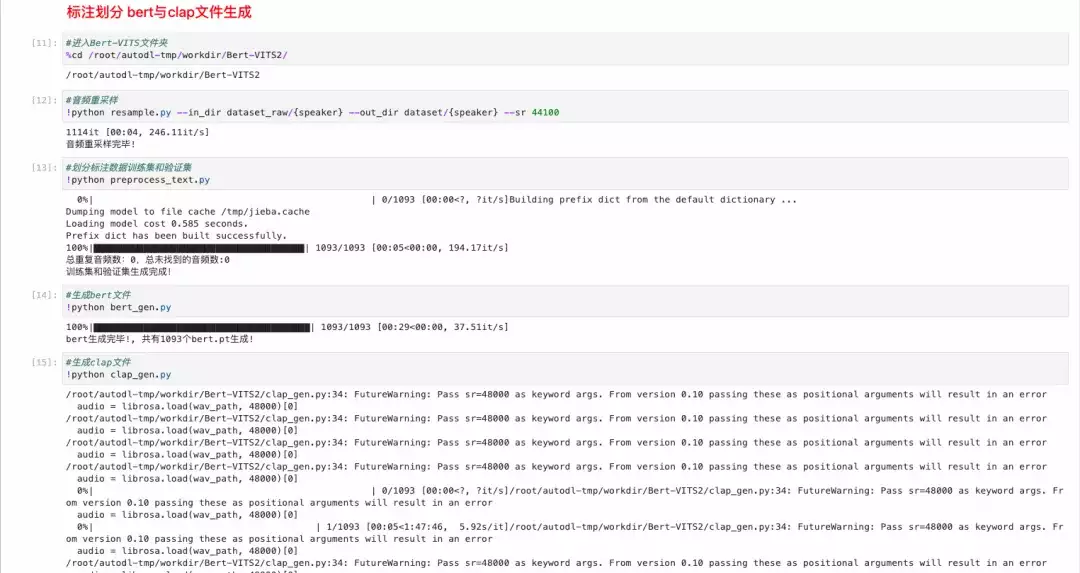 标注划分 bert与clap文件生成
[11]: #进入Bert-VITS文件夹
%cd /root/autodl-tmp/workdir/Bert-VITS2/
/root/autodl-tmp/workdir/Bert-VITS2
[12]: #音频重采样
!python resample.py --in_dir dataset_raw/{speaker} --out_dir dataset/{speaker} --sr 44100
1114it [00:04, 246.11it/s]
音频重采样完毕!
[13]: #划分标注数据训练集和验证集
!python preprocess_text.py
0%| | 0/1093 [00:00<?, ?it/s]Building prefix dict from the default dictionary ...
Dumping model to file cache /tmp/jieba.cache
Loading model cost 0.585 seconds.
Prefix dict has been built successfully.
100%|██████████| 1093/1093 [00:05<00:00, 194.17it/s]
总重复音频数：0，总未找到的音频数:0
训练集和验证集生成完成!
[14]: #生成bert文件
!python bert_gen.py
100%|██████████| 1093/1093 [00:29<00:00, 37.51it/s]
bert生成完毕!, 共有1093个bert.pt生成!
[15]: #生成clap文件
!python clap_gen.py
/root/autodl-tmp/workdir/Bert-VITS2/clap_gen.py:34: FutureWarning: Pass sr=48000 as keyword args. From version 0.10 passing these as positional arguments will result in an error
audio = librosa.load(wav_path, 48000)[0]
/root/autodl-tmp/workdir/Bert-VITS2/clap_gen.py:34: FutureWarning: Pass sr=48000 as keyword args. From version 0.10 passing these as positional arguments will result in an error
audio = librosa.load(wav_path, 48000)[0]
/root/autodl-tmp/workdir/Bert-VITS2/clap_gen.py:34: FutureWarning: Pass sr=48000 as keyword args. From version 0.10 passing these as positional arguments will result in an error
audio = librosa.load(wav_path, 48000)[0]
/root/autodl-tmp/workdir/Bert-VITS2/clap_gen.py:34: FutureWarning: Pass sr=48000 as keyword args. From version 0.10 passing these as positional arguments will result in an error
audio = librosa.load(wav_path, 48000)[0]
0%| | 0/1093 [00:00<?, ?it/s]/root/autodl-tmp/workdir/Bert-VITS2/clap_gen.py:34: FutureWarning: Pass sr=48000 as keyword args. Fr
om version 0.10 passing these as positional arguments will result in an error
audio = librosa.load(wav_path, 48000)[0]
0%| | 1/1093 [00:05<1:47:46, 5.92s/it]/root/autodl-tmp/workdir/Bert-VITS2/clap_gen.py:34: FutureWarning: Pass sr=48000 as keyword args. Fr
om version 0.10 passing these as positional arguments will result in an error
audio = librosa.load(wav_path, 48000)[0]
/root/autodl-tmp/workdir/Bert-VITS2/clap_gen.py:34: FutureWarning: Pass sr=48000 as keyword args. From version 0.10 passing these as positional arguments will result in an error